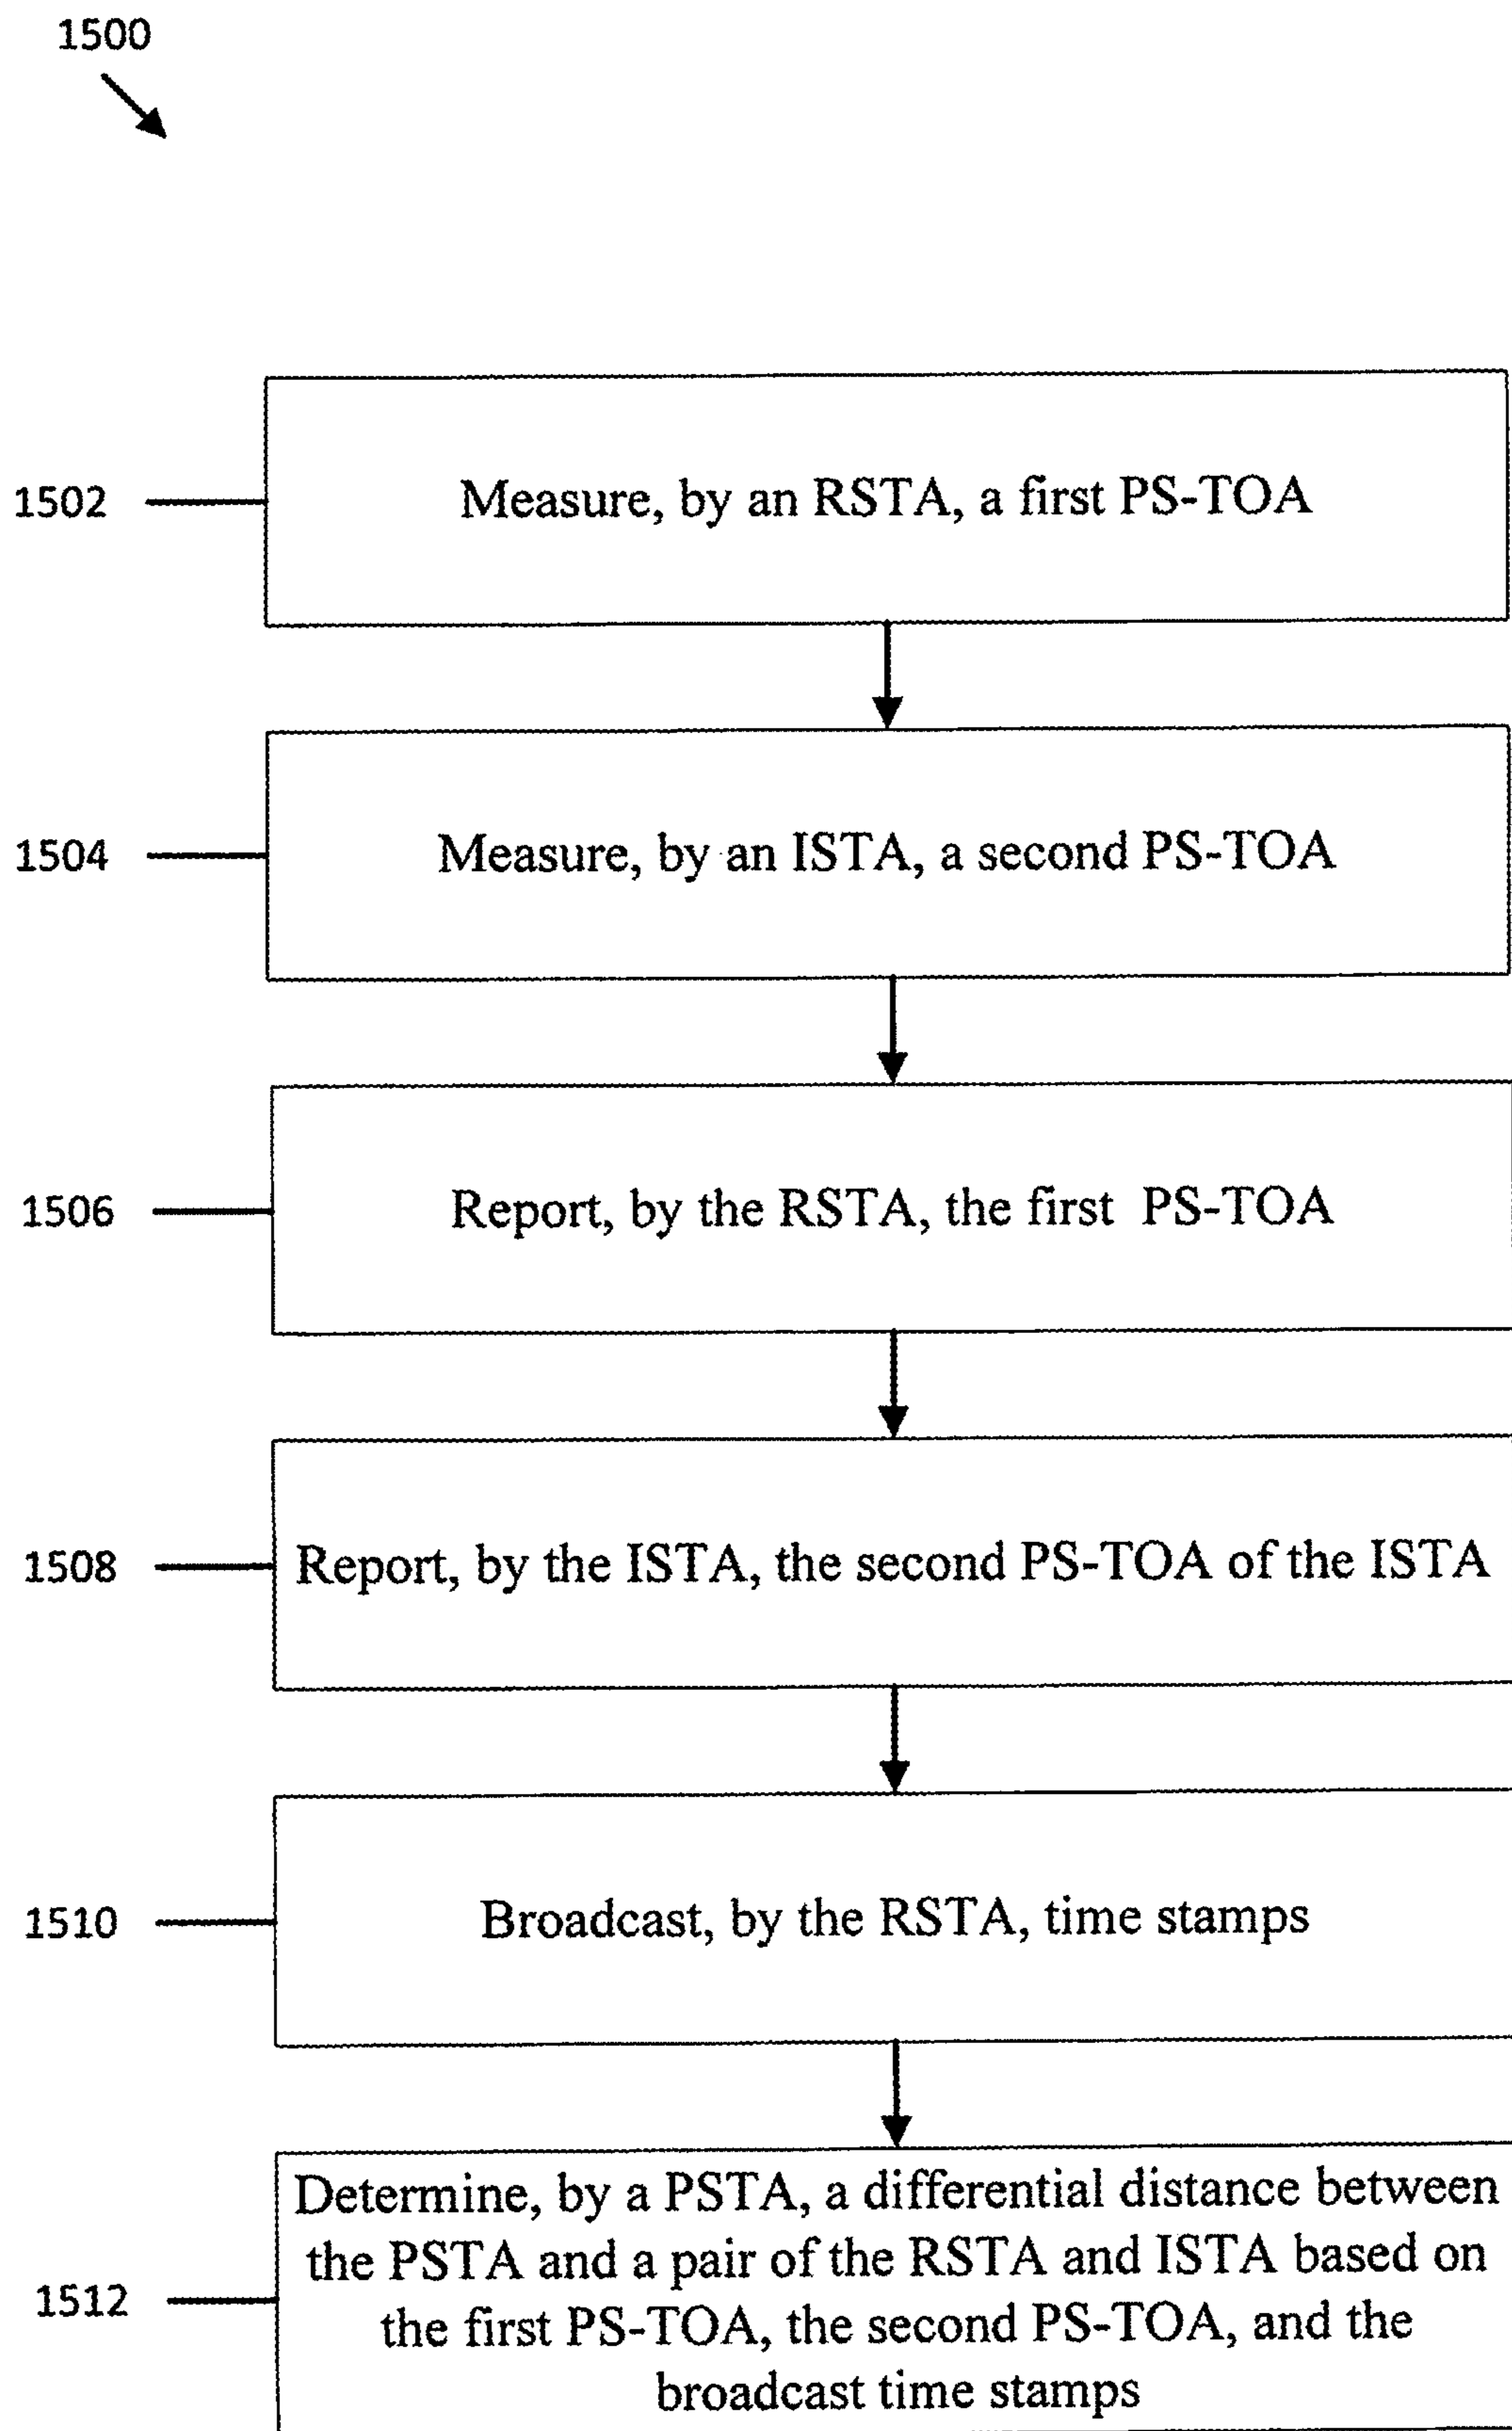 1500
1502
Measure, by an RSTA, a first PS-TOA
1504
Measure, by an ISTA, a second PS-TOA
1506
Report, by the RSTA, the first PS-TOA
1508
Report, by the ISTA, the second PS-TOA of the ISTA
1510
Broadcast, by the RSTA, time stamps
1512
Determine, by a PSTA, a differential distance between
the PSTA and a pair of the RSTA and ISTA based on
the first PS-TOA, the second PS-TOA, and the
broadcast time stamps